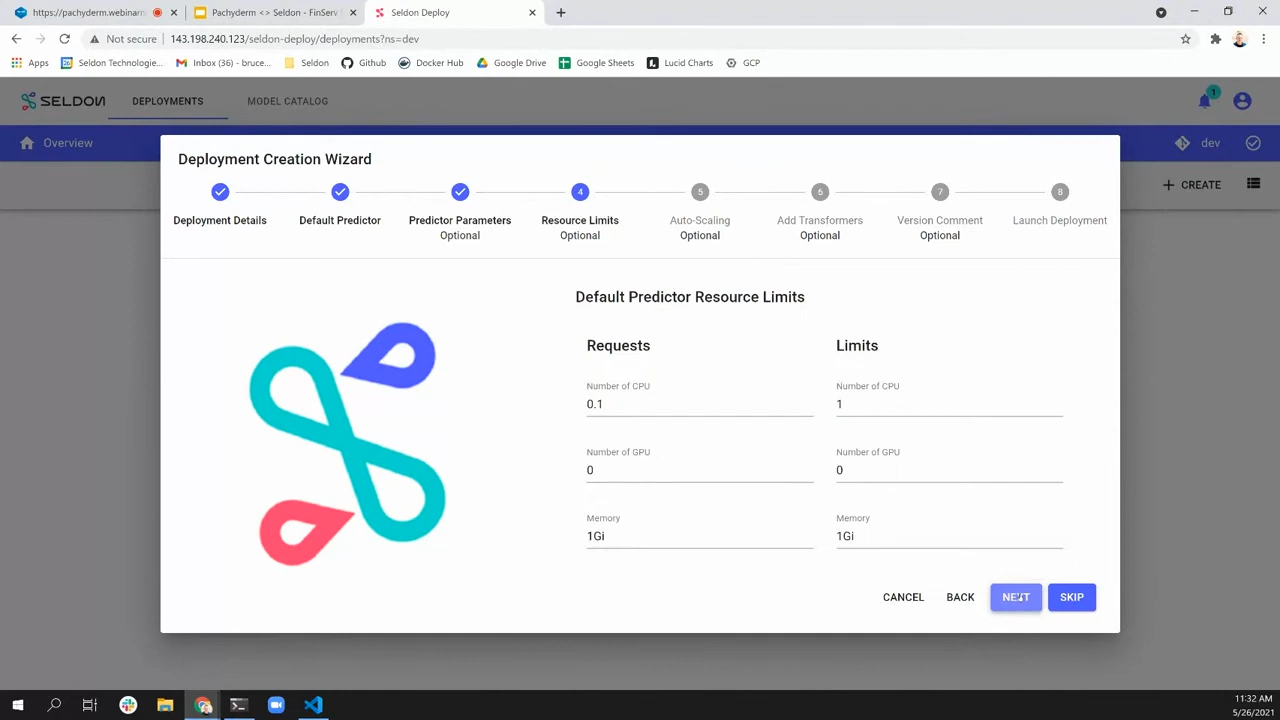 https://pachyderm.webinar
Pachyderm <> Seldon - FinServ
Seldon Deploy
Not secure
143.198.240.123/seldon-deploy/deployments?ns=dev
Apps
Seldon Technologie...
Inbox (36) - bruce...
Seldon
Github
Docker Hub
Google Drive
Google Sheets
Lucid Charts
GCP
SELDON
DEPLOYMENTS
MODEL CATALOG
1
Overview
dev
CREATE
Deployment Creation Wizard
4
5
6
7
8
Deployment Details
Default Predictor
Predictor Parameters
Resource Limits
Auto-Scaling
Add Transformers
Version Comment
Launch Deployment
Optional
Optional
Optional
Optional
Optional
Default Predictor Resource Limits
Requests
Limits
Number of CPU
Number of CPU
0.1
1
Number of GPU
Number of GPU
0
0
Memory
Memory
1Gi
1Gi
CANCEL
BACK
NEXT
SKIP
11:32 AM
5/26/2021